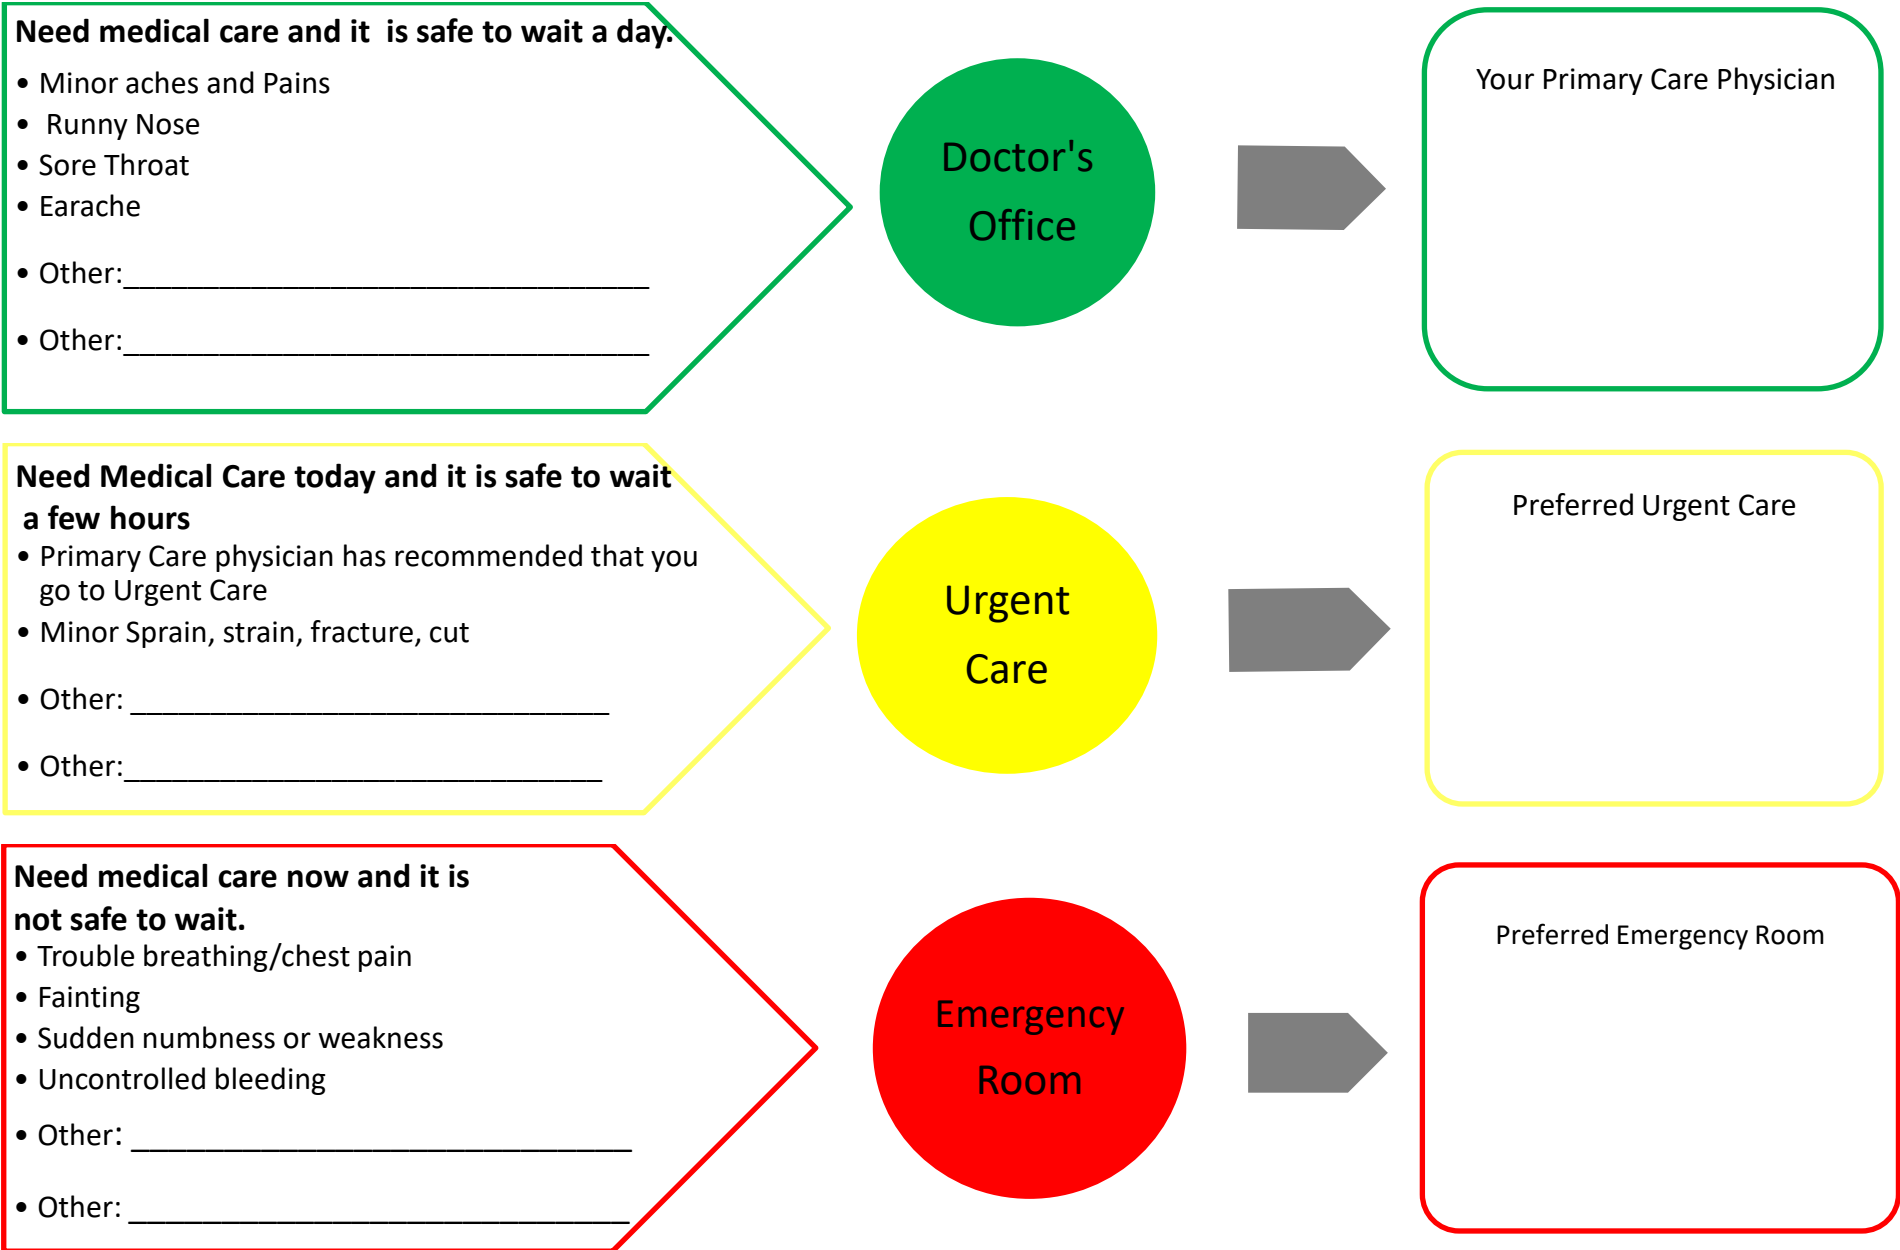 Need medical care and it  is safe to wait a day.
• Minor aches and Pains
•  Runny Nose
• Sore Throat
• Earache
• Other:_________________________________
• Other:_________________________________
Doctor's
Office
Your Primary Care Physician
Need Medical Care today and it is safe to wait
a few hours
• Primary Care physician has recommended that you
go to Urgent Care
• Minor Sprain, strain, fracture, cut
• Other: ______________________________
• Other:______________________________
Urgent
Care
Preferred Urgent Care
Need medical care now and it is
not safe to wait.
• Trouble breathing/chest pain
• Fainting
• Sudden numbness or weakness
• Uncontrolled bleeding
• Other: ______________________________
• Other: ______________________________
Emergency
Room
Preferred Emergency Room